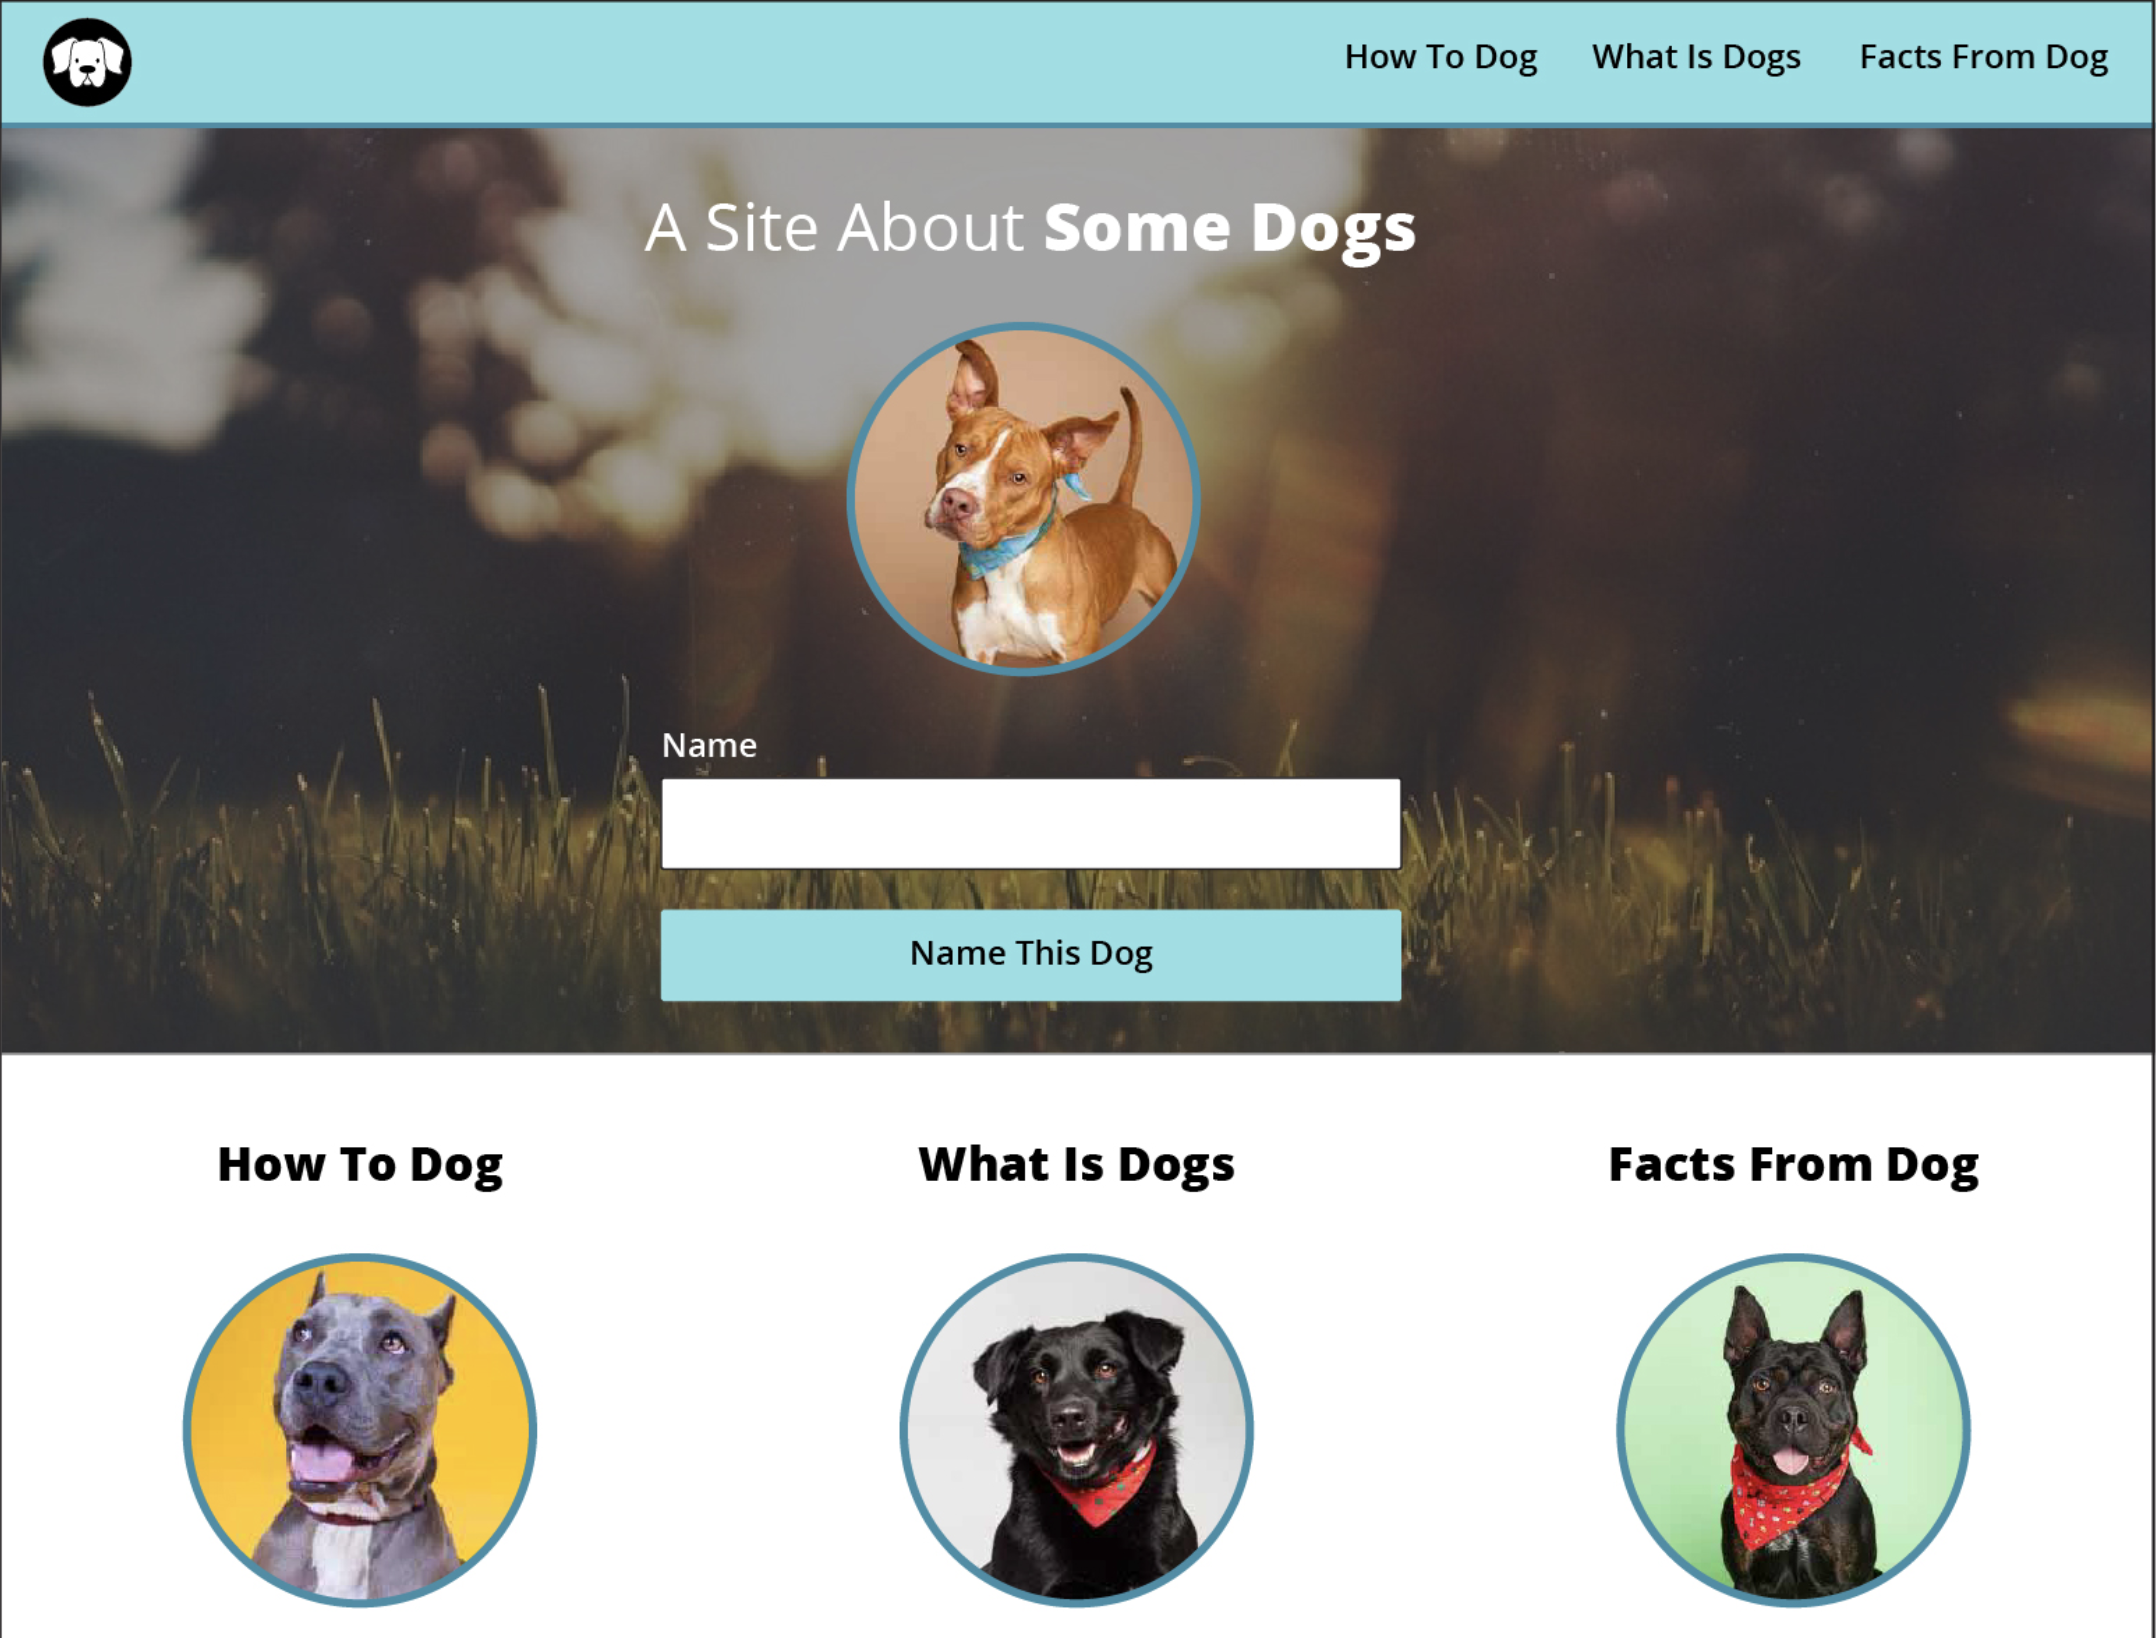 How To Dog
What Is Dogs
Facts From Dog
A Site About Some Dogs
Name
Name This Dog
How To Dog
What Is Dogs
Facts From Dog